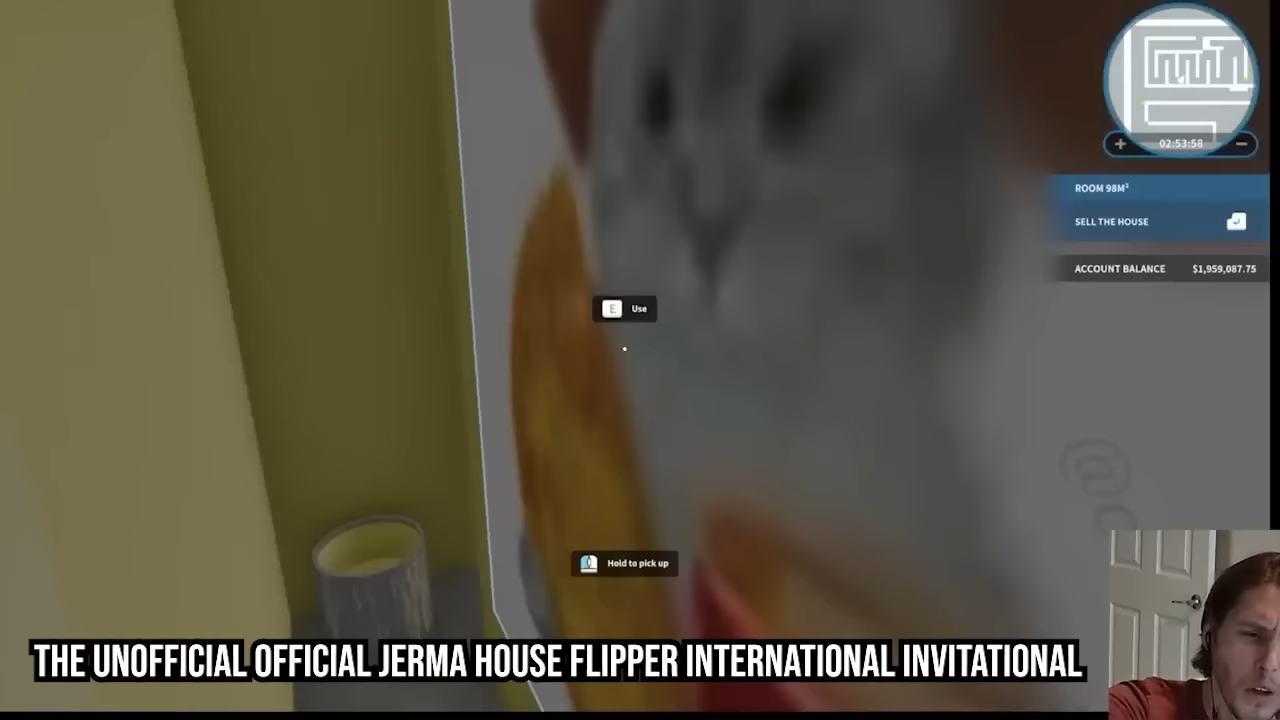 02:53:58
ROOM 98M²
SELL THE HOUSE
ACCOUNT BALANCE $1,959,087.75
E Use
Hold to pick up
THE UNOFFICIAL OFFICIAL JERMA HOUSE FLIPPER INTERNATIONAL INVITATIONAL